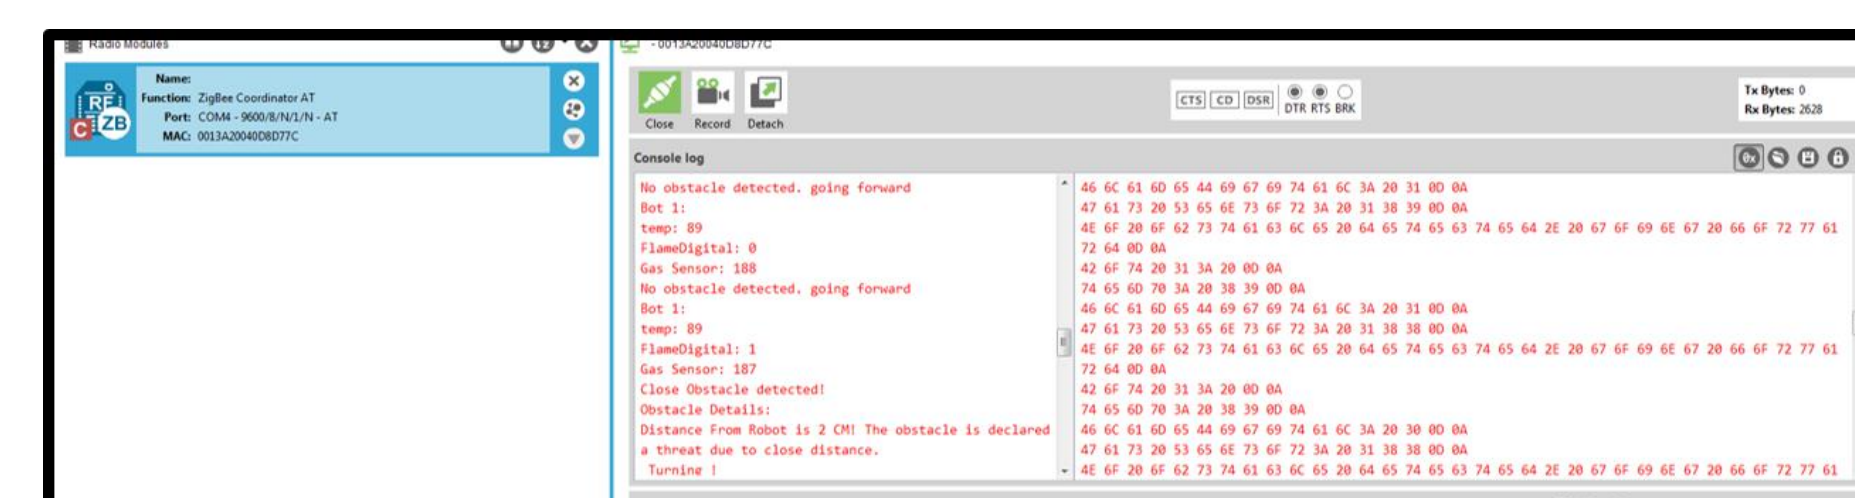 Radio Modules
- 0013A20040D8D77C
Name:
Function: ZigBee Coordinator AT
Port: COM4 - 9600/8/N/1/N - AT
MAC: 0013A20040D8D77C
RF
C ZB
Close Record Detach
CTS CD DSR DTR RTS BRK
Tx Bytes: 0
Rx Bytes: 2628
Console log
No obstacle detected. going forward
Bot 1:
temp: 89
FlameDigital: 0
Gas Sensor: 188
No obstacle detected. going forward
Bot 1:
temp: 89
FlameDigital: 1
Gas Sensor: 187
Close Obstacle detected!
Obstacle Details:
Distance From Robot is 2 CM! The obstacle is declared
a threat due to close distance.
Turning !
46 6C 61 6D 65 44 69 67 69 74 61 6C 3A 20 31 0D 0A
47 61 73 20 53 65 6E 73 6F 72 3A 20 31 38 39 0D 0A
4E 6F 20 6F 62 73 74 61 63 6C 65 20 64 65 74 65 63 74 65 64 2E 20 67 6F 69 6E 67 20 66 6F 72 77 61
72 64 0D 0A
42 6F 74 20 31 3A 20 0D 0A
74 65 6D 70 3A 20 38 39 0D 0A
46 6C 61 6D 65 44 69 67 69 74 61 6C 3A 20 31 0D 0A
47 61 73 20 53 65 6E 73 6F 72 3A 20 31 38 38 0D 0A
4E 6F 20 6F 62 73 74 61 63 6C 65 20 64 65 74 65 63 74 65 64 2E 20 67 6F 69 6E 67 20 66 6F 72 77 61
72 64 0D 0A
42 6F 74 20 31 3A 20 0D 0A
74 65 6D 70 3A 20 38 39 0D 0A
46 6C 61 6D 65 44 69 67 69 74 61 6C 3A 20 30 0D 0A
47 61 73 20 53 65 6E 73 6F 72 3A 20 31 38 38 0D 0A
4E 6F 20 6F 62 73 74 61 63 6C 65 20 64 65 74 65 63 74 65 64 2E 20 67 6F 69 6E 67 20 66 6F 72 77 61